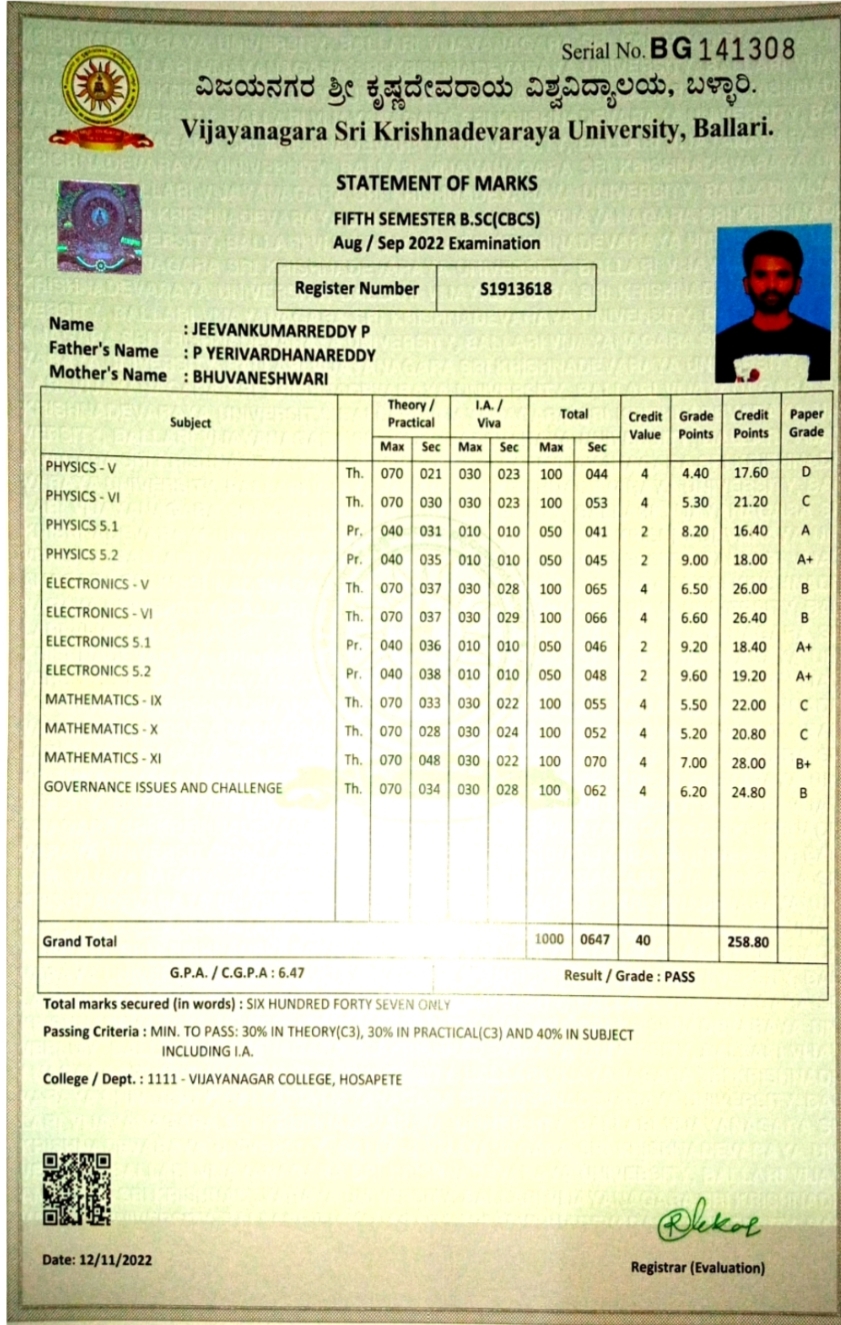 Serial No. BG 141308
ವಿಜಯನಗರ ಶ್ರೀ ಕೃಷ್ಣದೇವರಾಯ ವಿಶ್ವವಿದ್ಯಾಲಯ, ಬಳ್ಳಾರಿ.
Vijayanagara Sri Krishnadevaraya University, Ballari.
STATEMENT OF MARKS
FIFTH SEMESTER B.SC(CBCS)
Aug / Sep 2022 Examination
Register Number S1913618
Name : JEEVANKUMARREDDY P
Father's Name : P YERIVARDHANAREDDY
Mother's Name : BHUVANESHWARI
Subject Theory / Practical I.A. / Viva Total Credit Value Grade Points Credit Points Paper Grade
Max Sec Max Sec Max Sec
PHYSICS - V Th. 070 021 030 023 100 044 4 4.40 17.60 D
PHYSICS - VI Th. 070 030 030 023 100 053 4 5.30 21.20 C
PHYSICS 5.1 Pr. 040 031 010 010 050 041 2 8.20 16.40 A
PHYSICS 5.2 Pr. 040 035 010 010 050 045 2 9.00 18.00 A+
ELECTRONICS - V Th. 070 037 030 028 100 065 4 6.50 26.00 B
ELECTRONICS - VI Th. 070 037 030 029 100 066 4 6.60 26.40 B
ELECTRONICS 5.1 Pr. 040 036 010 010 050 046 2 9.20 18.40 A+
ELECTRONICS 5.2 Pr. 040 038 010 010 050 048 2 9.60 19.20 A+
MATHEMATICS - IX Th. 070 033 030 022 100 055 4 5.50 22.00 C
MATHEMATICS - X Th. 070 028 030 024 100 052 4 5.20 20.80 C
MATHEMATICS - XI Th. 070 048 030 022 100 070 4 7.00 28.00 B+
GOVERNANCE ISSUES AND CHALLENGE Th. 070 034 030 028 100 062 4 6.20 24.80 B
Grand Total 1000 0647 40 258.80
G.P.A. / C.G.P.A : 6.47 Result / Grade : PASS
Total marks secured (in words) : SIX HUNDRED FORTY SEVEN ONLY
Passing Criteria : MIN. TO PASS: 30% IN THEORY(C3), 30% IN PRACTICAL(C3) AND 40% IN SUBJECT
INCLUDING I.A.
College / Dept. : 1111 - VIJAYANAGAR COLLEGE, HOSAPETE
Date: 12/11/2022
Registrar (Evaluation)